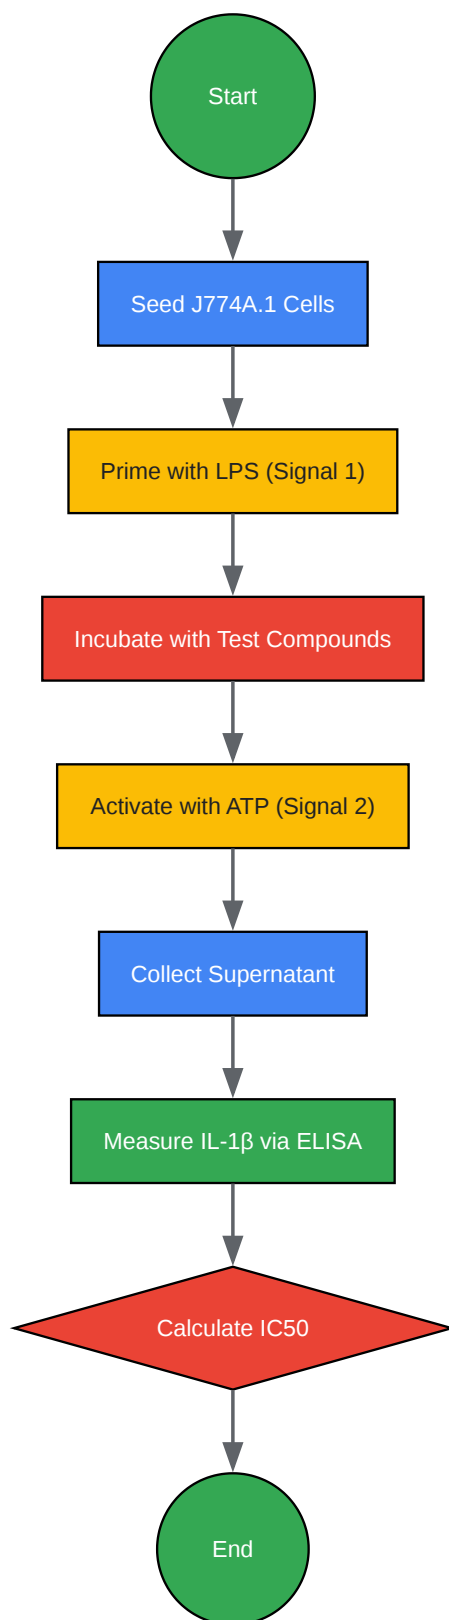 Start
Seed J774A.1 Cells
Prime with LPS (Signal 1)
Incubate with Test Compounds
Activate with ATP (Signal 2)
Collect Supernatant
Measure IL-1β via ELISA
Calculate IC50
End